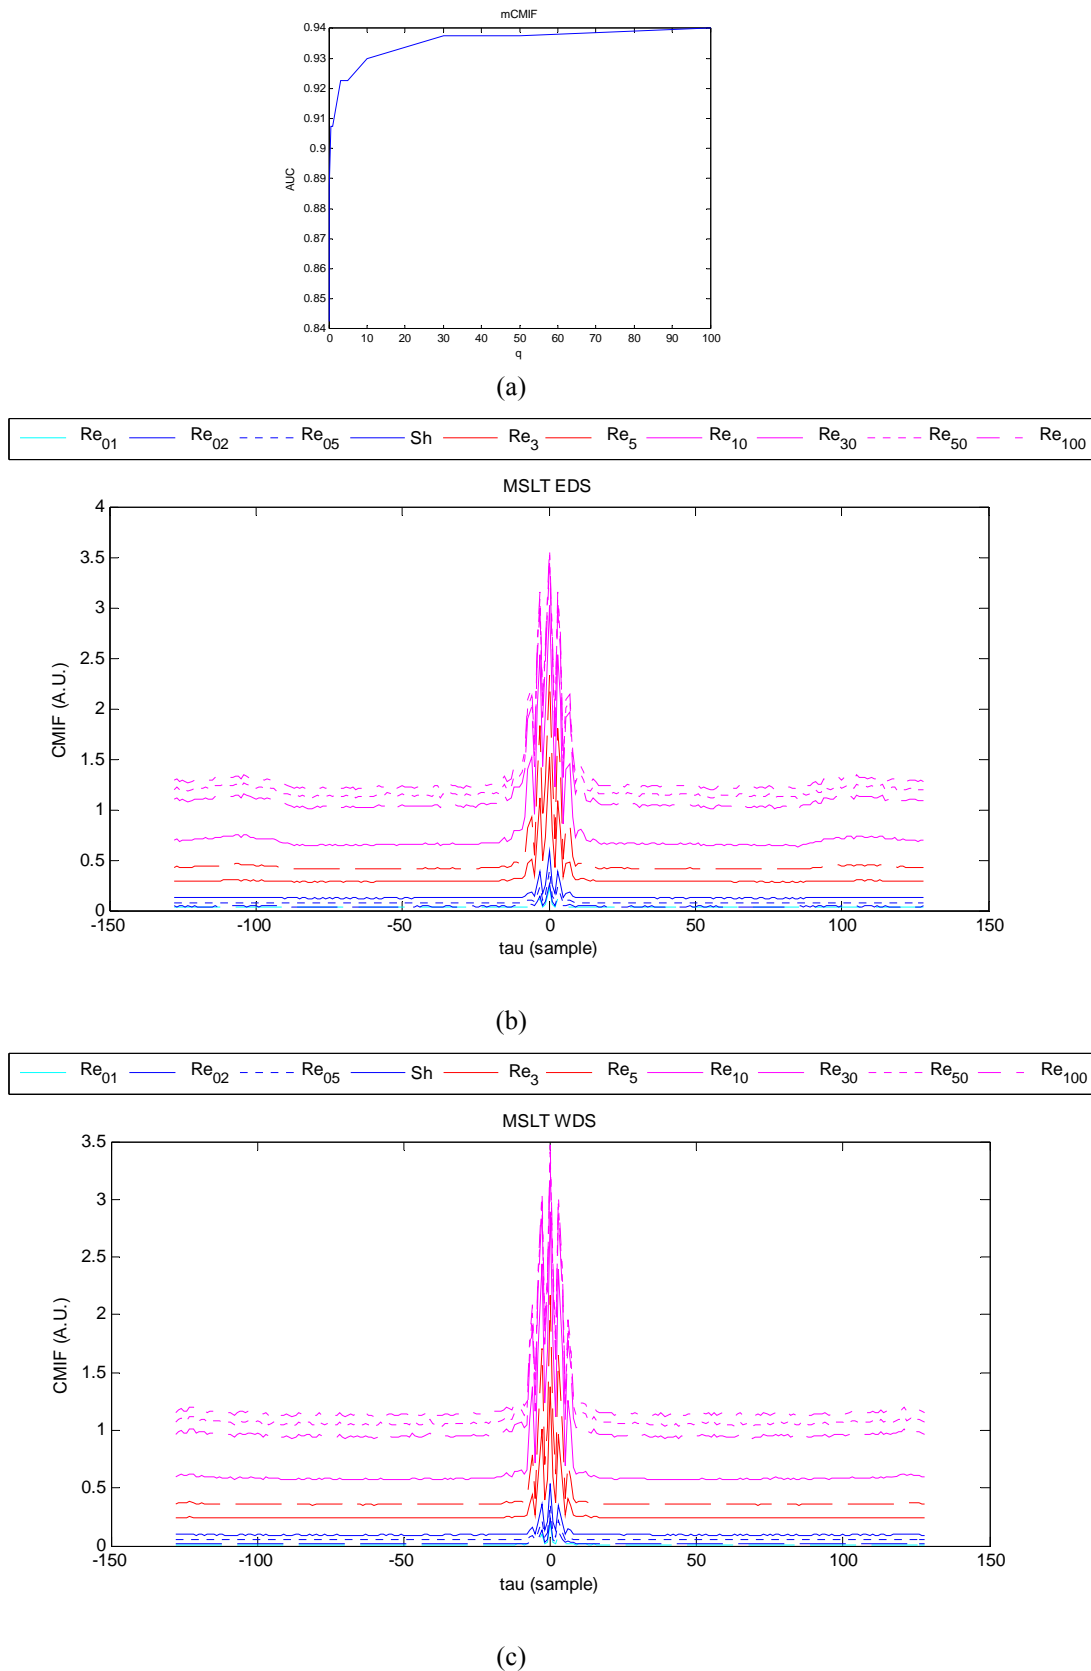 mCMIF
0.94
0.93
0.92
0.91
0.9
0.89
0.88
0.87
0.86
0.85
0.84
AUC
0 10 20 30 40 50 60 70 80 90 100
q
(a)
Re01 Re02 Re05 Sh Re3 Re5 Re10 Re30 Re50 Re100
MSLT EDS
4
3.5
3
2.5
2
1.5
1
0.5
0
CMIF (A.U.)
-150 -100 -50 0 50 100 150
tau (sample)
(b)
Re01 Re02 Re05 Sh Re3 Re5 Re10 Re30 Re50 Re100
MSLT WDS
3.5
3
2.5
2
1.5
1
0.5
0
CMIF (A.U.)
-150 -100 -50 0 50 100 150
tau (sample)
(c)